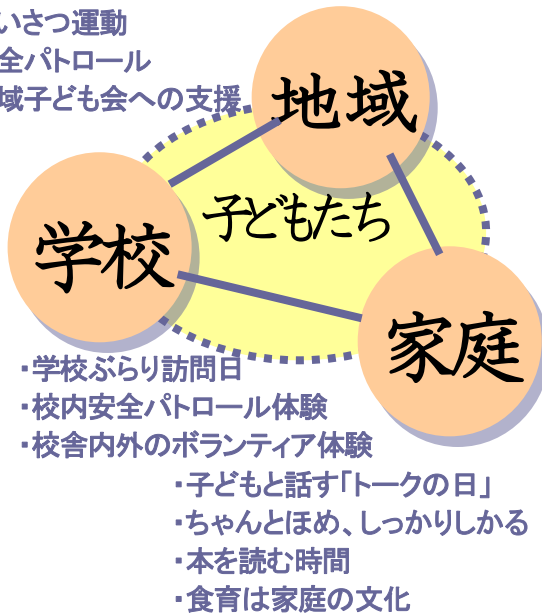 いさつ運動
全パトロール
域子ども会への支援
地域
子どもたち
学校
家庭
・学校ぶらり訪問日
・校内安全パトロール体験
・校舎内外のボランティア体験
・子どもと話す「トークの日」
・ちゃんとほめ、しっかりしかる
・本を読む時間
・食育は家庭の文化